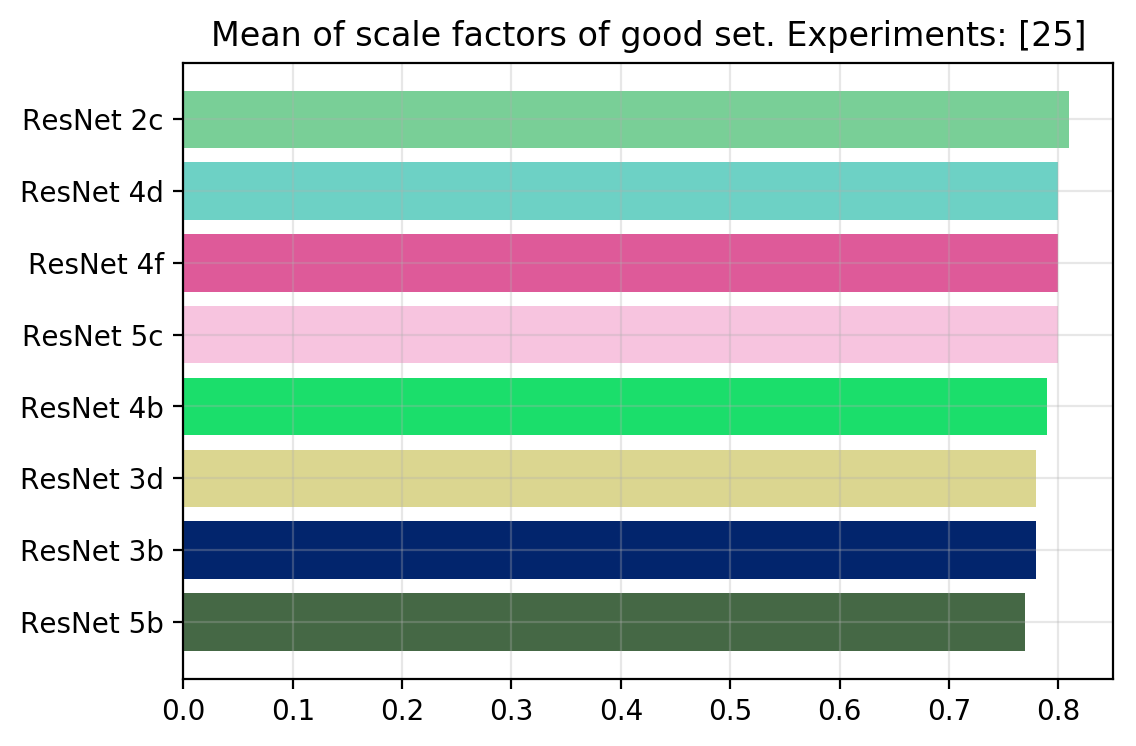 Mean of scale factors of good set. Experiments: [25]
ResNet 2c
ResNet 4d
ResNet 4f
ResNet 5c
ResNet 4b
ResNet 3d
ResNet 3b
ResNet 5b
0.0 0.1 0.2 0.3 0.4 0.5 0.6 0.7 0.8